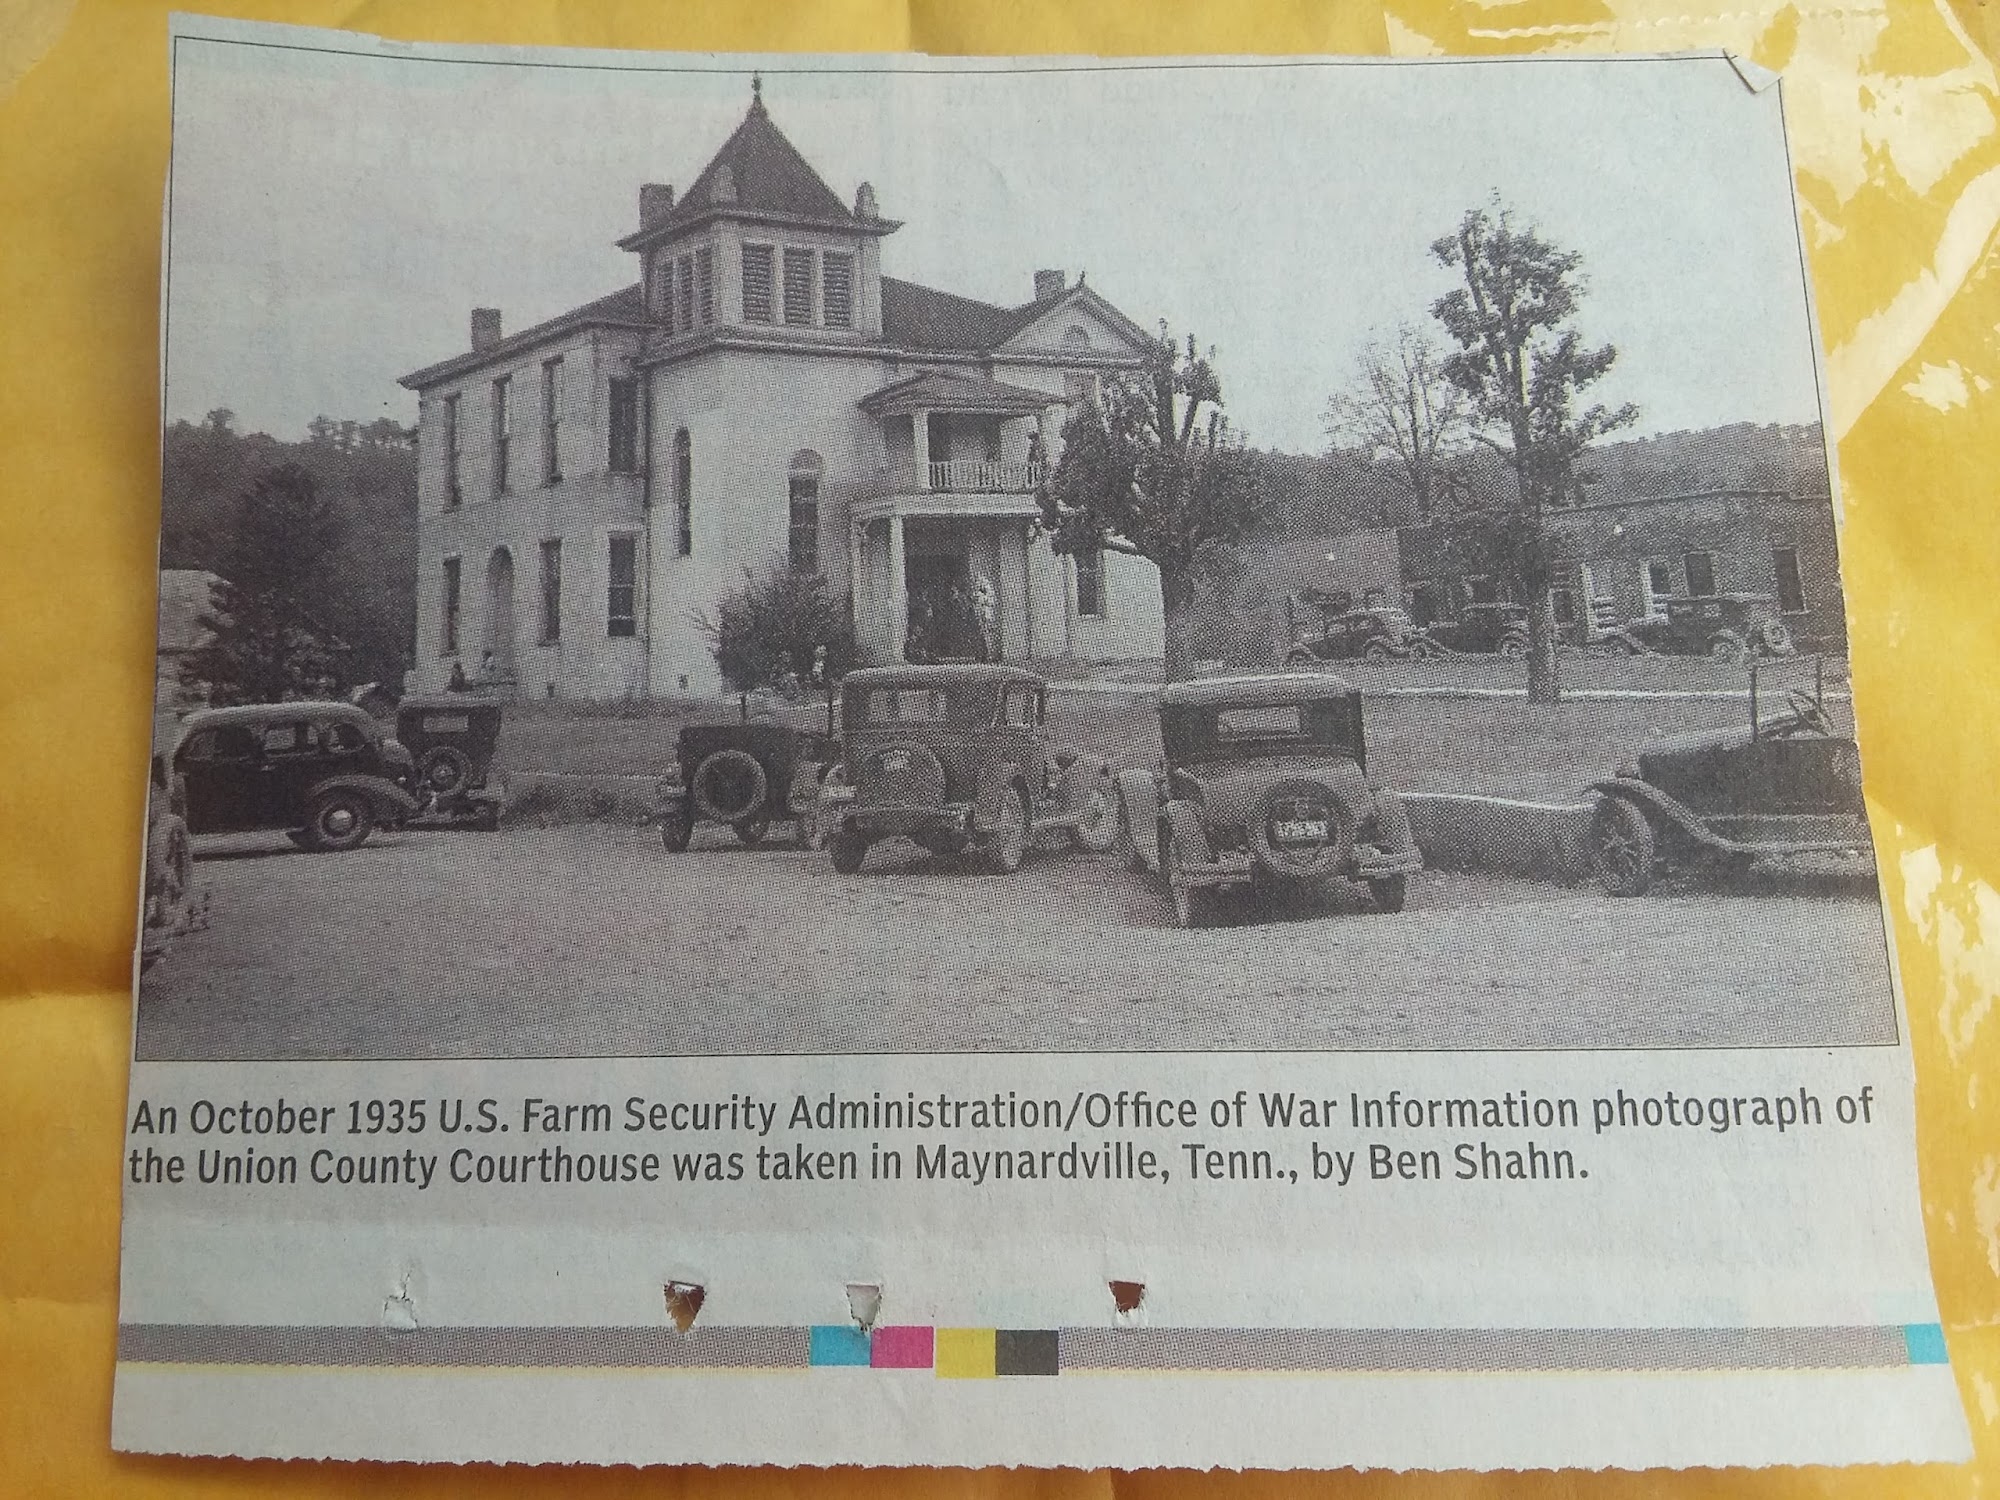 An October 1935 U.S. Farm Security Administration/Office of War Information photograph of
the Union County Courthouse was taken in Maynardville, Tenn., by Ben Shahn.